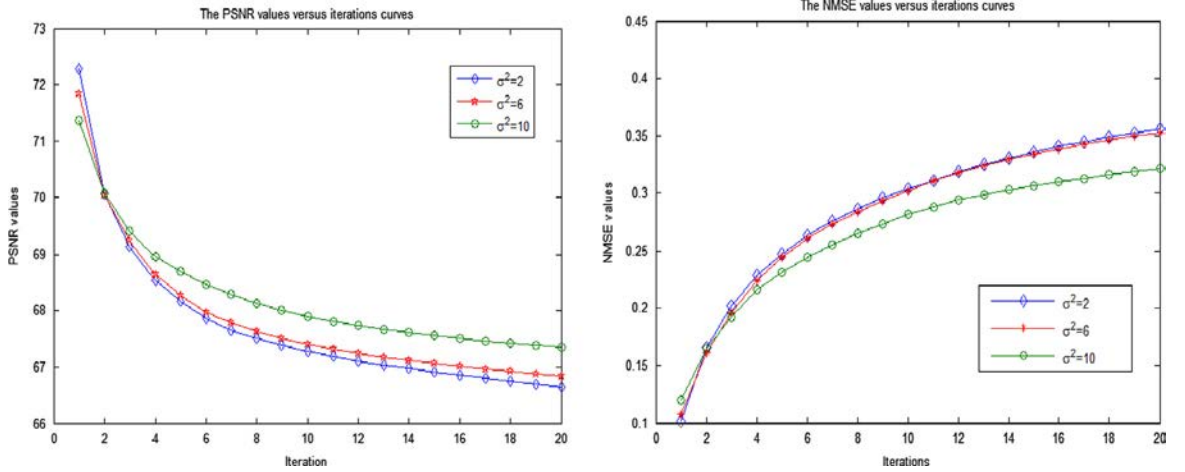 The PSNR values versus iterations curves
73
72
71
70
69
68
67
66
PSNR values
σ²=2
σ²=6
σ²=10
0 2 4 6 8 10 12 14 16 18 20
Iteration
The NMSE values versus iterations curves
0.45
0.4
0.35
0.3
0.25
0.2
0.15
0.1
NMSE values
σ²=2
σ²=6
σ²=10
0 2 4 6 8 10 12 14 16 18 20
Iterations